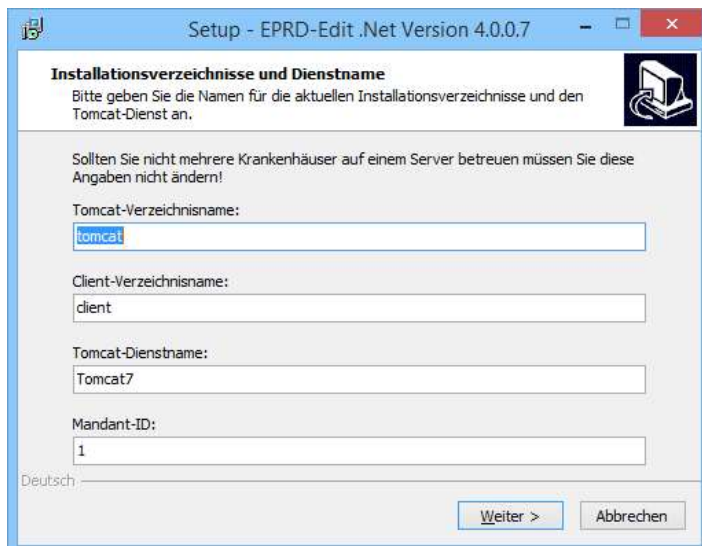 Setup - EPRD-Edit .Net Version 4.0.0.7
Installationsverzeichnisse und Dienstname
Bitte geben Sie die Namen für die aktuellen Installationsverzeichnisse und den
Tomcat-Dienst an.
Sollten Sie nicht mehrere Krankenhäuser auf einem Server betreuen müssen Sie diese
Angaben nicht ändern!
Tomcat-Verzeichnisname:
tomcat
Client-Verzeichnisname:
client
Tomcat-Dienstname:
Tomcat7
Mandant-ID:
1
Deutsch
Weiter >
Abbrechen